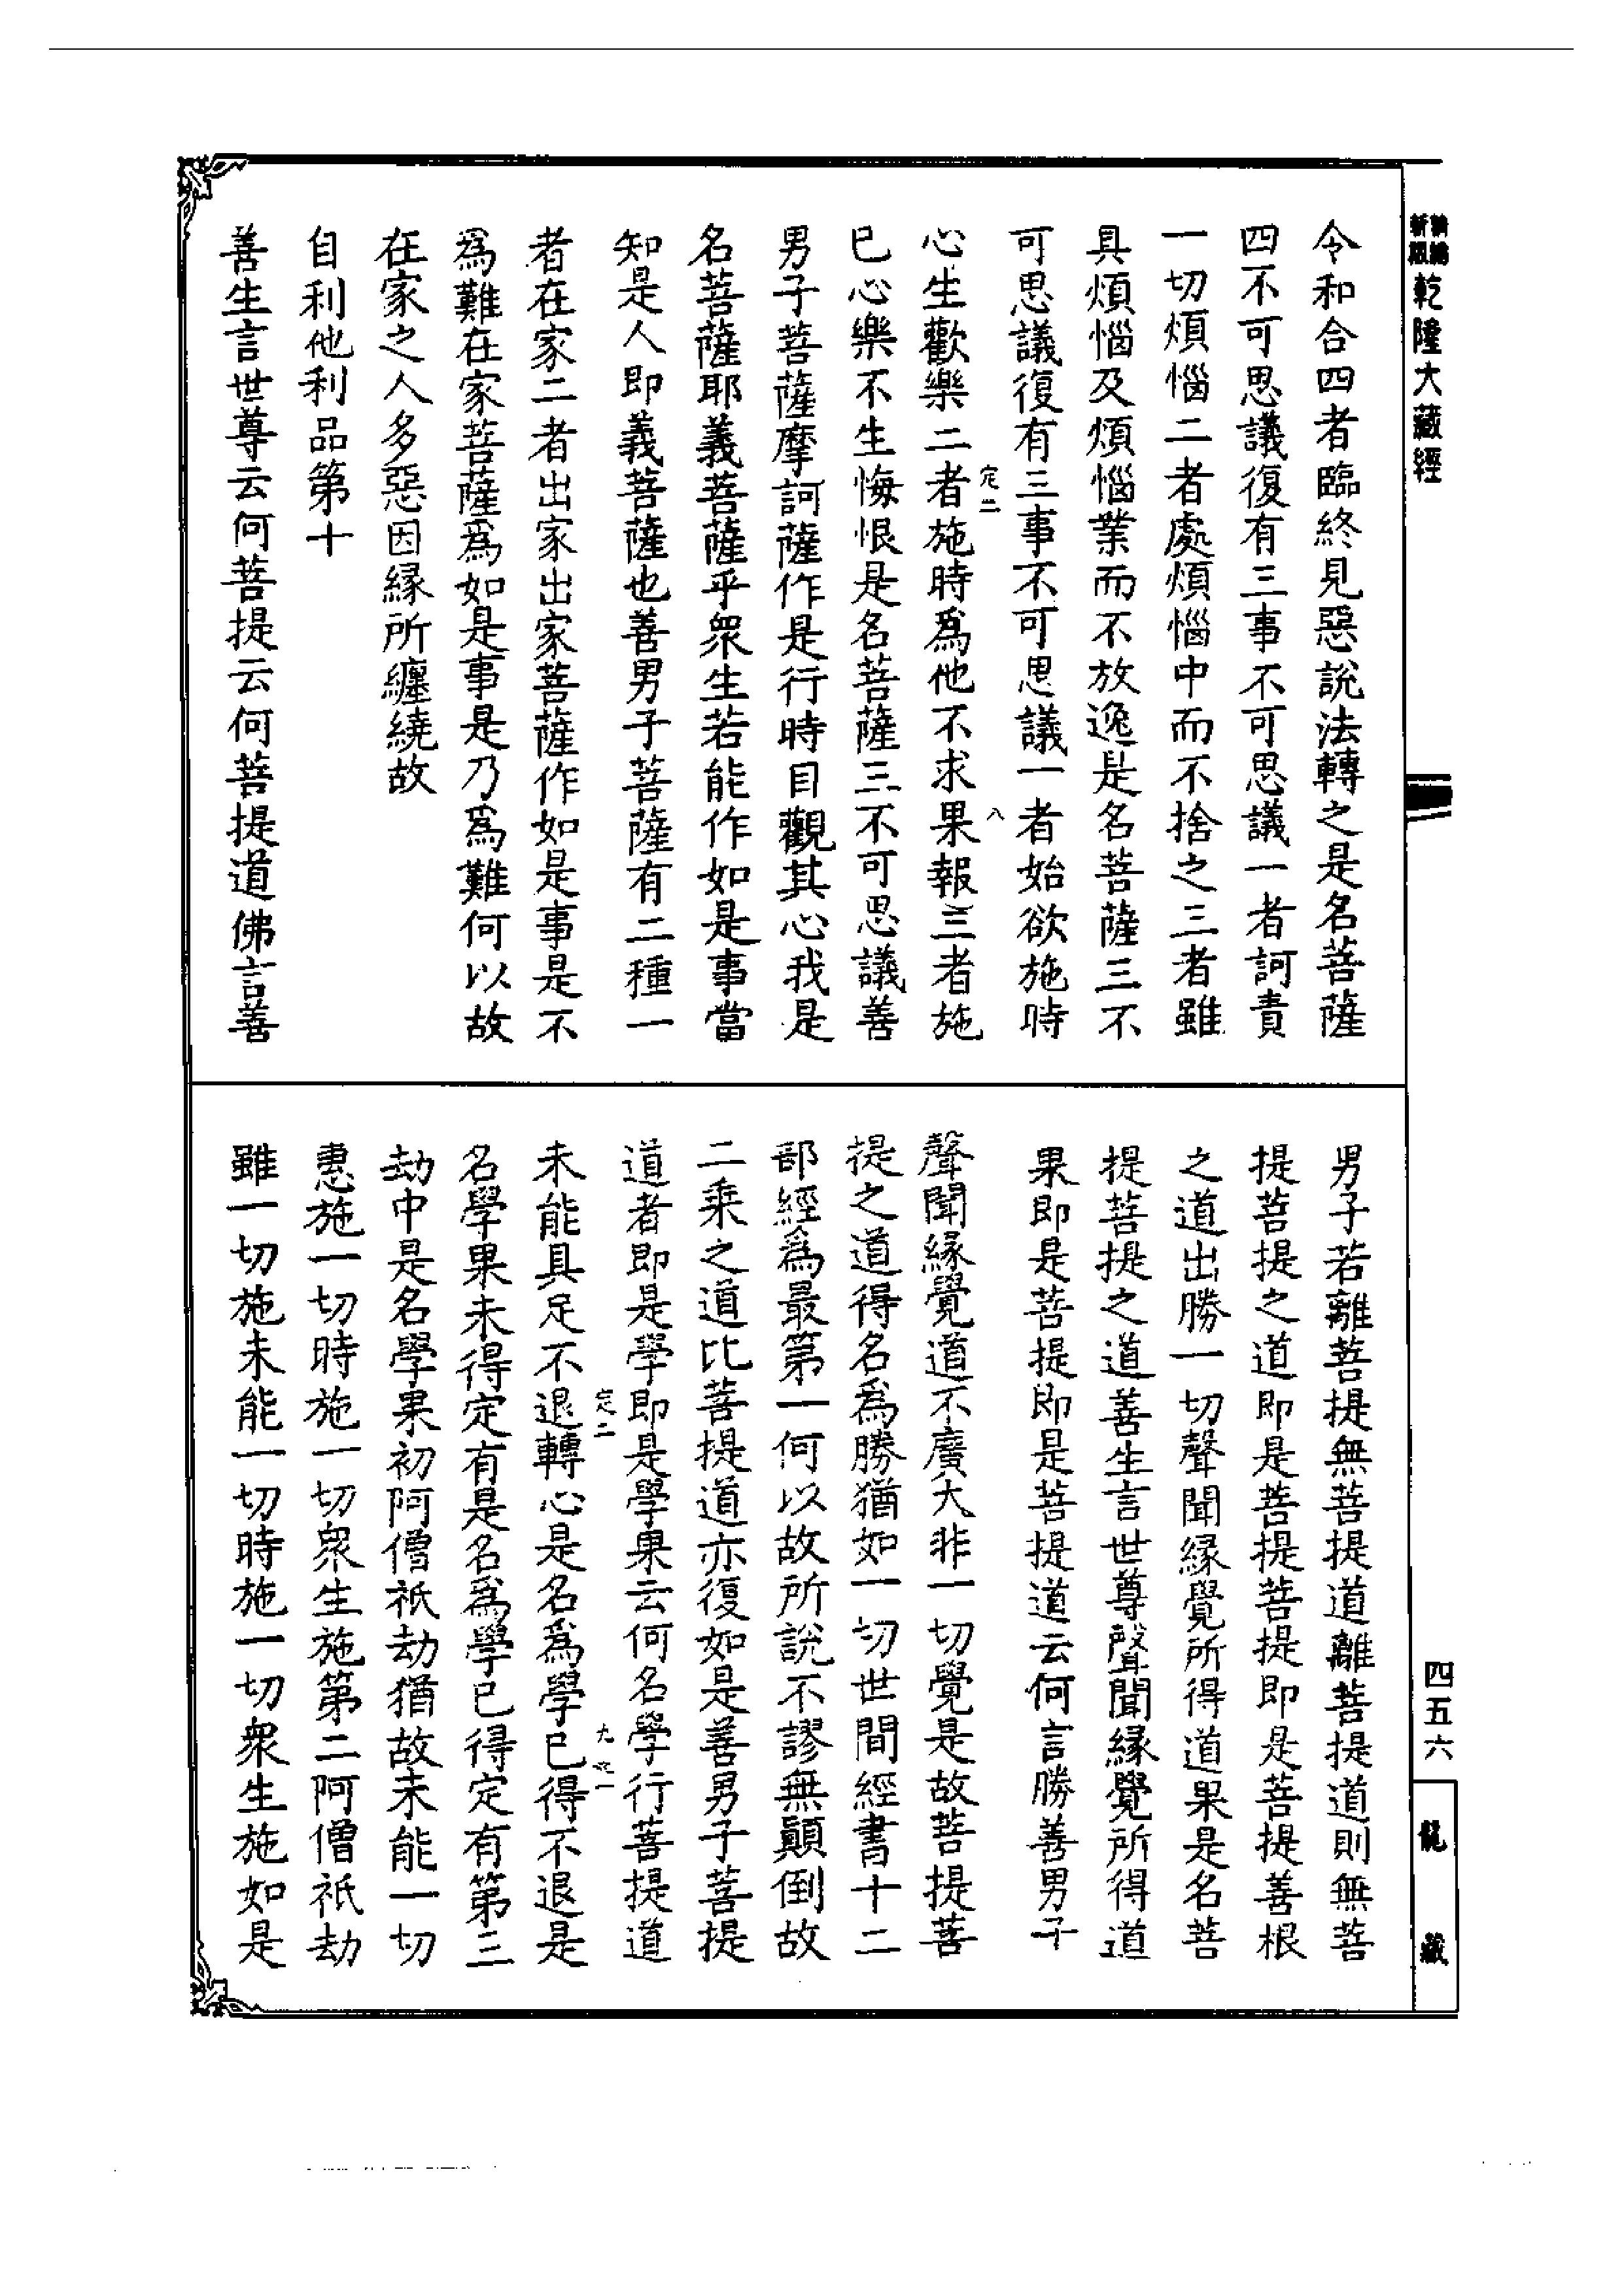 新編縮版乾隆大藏經
令和合四者臨終見惡說法轉之是名菩薩
四不可思議復有三事不可思議一者訶責
一切煩惱二者處煩惱中而不捨之三者雖
具煩惱及煩惱業而不放逸是名菩薩三不
可思議復有三事不可思議一者始欲施時
定二
八
心生歡樂二者施時爲他不求果報三者施
已心樂不生悔恨是名菩薩三不可思議善
男子菩薩摩訶薩作是行時目觀其心我是
名菩薩耶義菩薩乎衆生若能作如是事當
知是人即義菩薩也善男子菩薩有二種一
者在家二者出家出家菩薩作如是事是不
爲難在家菩薩爲如是事是乃爲難何以故
在家之人多惡因緣所纏繞故
自利他利品第十
善生言世尊云何菩提云何菩提道佛言善
男子若離菩提無菩提道離菩提道則無菩
提菩提之道即是菩提菩提即是菩提善根
之道出勝一切聲聞緣覺所得道果是名菩
提菩提之道善生言世尊聲聞緣覺所得道
果即是菩提即是菩提道云何言勝善男子
聲聞緣覺道不廣大非一切覺是故菩提菩
提之道得名爲勝猶如一切世間經書十二
部經爲最第一何以故所說不謬無顚倒故
二乘之道比菩提道亦復如是善男子菩提
道者即是學即是學果云何名學行菩提道
定二
九
未能具足不退轉心是名爲學已得不退是
名學果未得定有是名爲學已得定有第三
劫中是名學果初阿僧祇劫猶故未能一切
惠施一切時施一切衆生施第二阿僧祇劫
雖一切施未能一切時施一切衆生施如是
四五六
龍藏